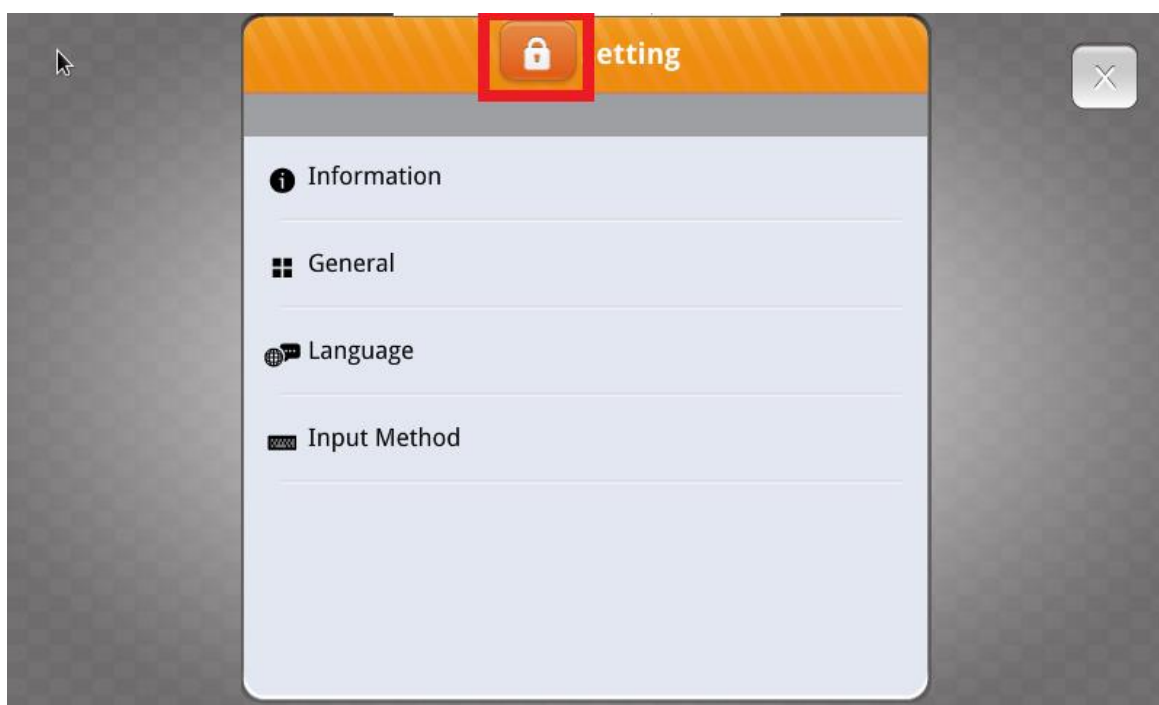 etting
Information
General
Language
Input Method